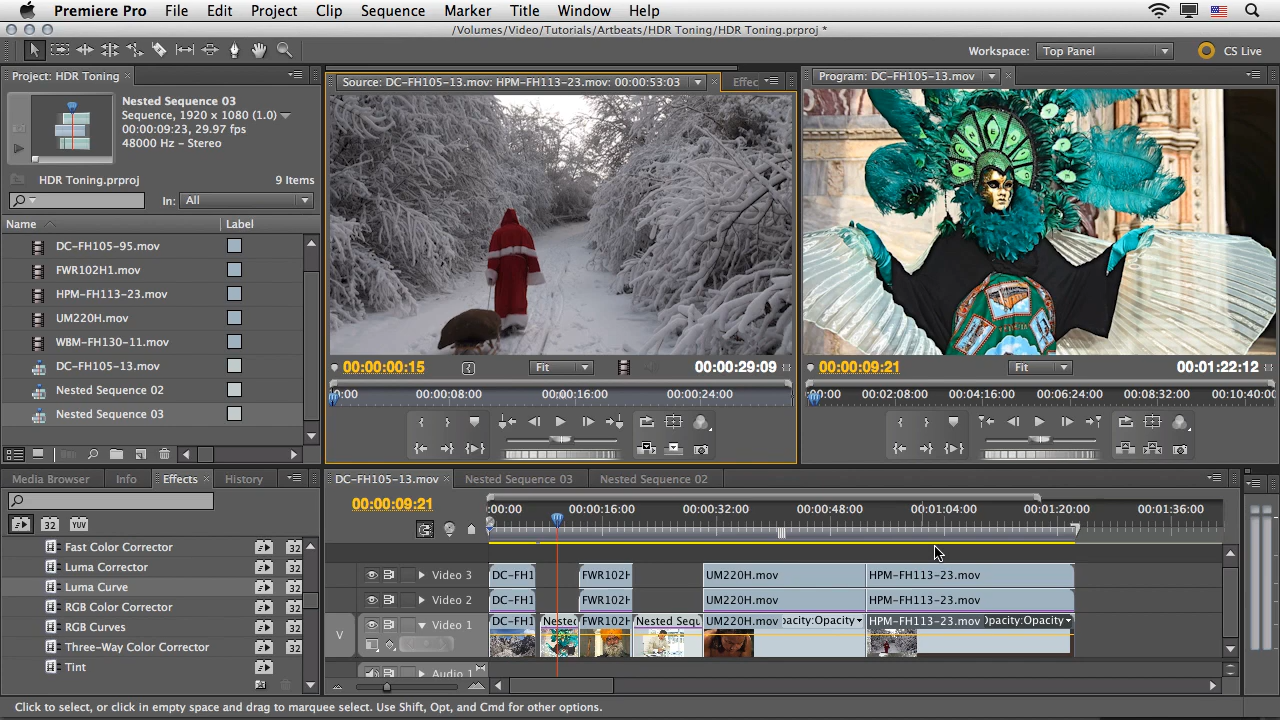 Premiere Pro File Edit Project Clip Sequence Marker Title Window Help
/Volumes/Video/Tutorials/Artbeats/HDR Toning/HDR Toning.prproj *
Workspace: Top Panel CS Live
Project: HDR Toning
Nested Sequence 03
Sequence, 1920 x 1080 (1.0)
00:00:09:23, 29.97 fps
48000 Hz - Stereo
HDR Toning.prproj 9 Items
In: All
Name Label
DC-FH105-95.mov
FWR102H1.mov
HPM-FH113-23.mov
UM220H.mov
WBM-FH130-11.mov
DC-FH105-13.mov
Nested Sequence 02
Nested Sequence 03
Source: DC-FH105-13.mov: HPM-FH113-23.mov: 00:00:53:03 Effec
00:00:00:15 Fit 00:00:29:09
00:00 00:00:08:00 00:00:16:00 00:00:24:00
Program: DC-FH105-13.mov
00:00:09:21 Fit 00:01:22:12
00:00 00:02:08:00 00:04:16:00 00:06:24:00 00:08:32:00 00:10:40:00
Media Browser Info Effects History
32 YUV
Fast Color Corrector 32
Luma Corrector 32
Luma Curve 32
RGB Color Corrector 32
RGB Curves 32
Three-Way Color Corrector 32
Tint 32
DC-FH105-13.mov Nested Sequence 03 Nested Sequence 02
00:00:09:21
:00:00 00:00:16:00 00:00:32:00 00:00:48:00 00:01:04:00 00:01:20:00 00:01:36:00
Video 3 DC-FH1 FWR102H UM220H.mov HPM-FH113-23.mov
Video 2 DC-FH1 FWR102H UM220H.mov HPM-FH113-23.mov
V Video 1 DC-FH1 Nested FWR102H Nested Sequ UM220H.mov pacity:Opacity HPM-FH113-23.mov Opacity:Opacity
Audio 1
Click to select, or click in empty space and drag to marquee select. Use Shift, Opt, and Cmd for other options.